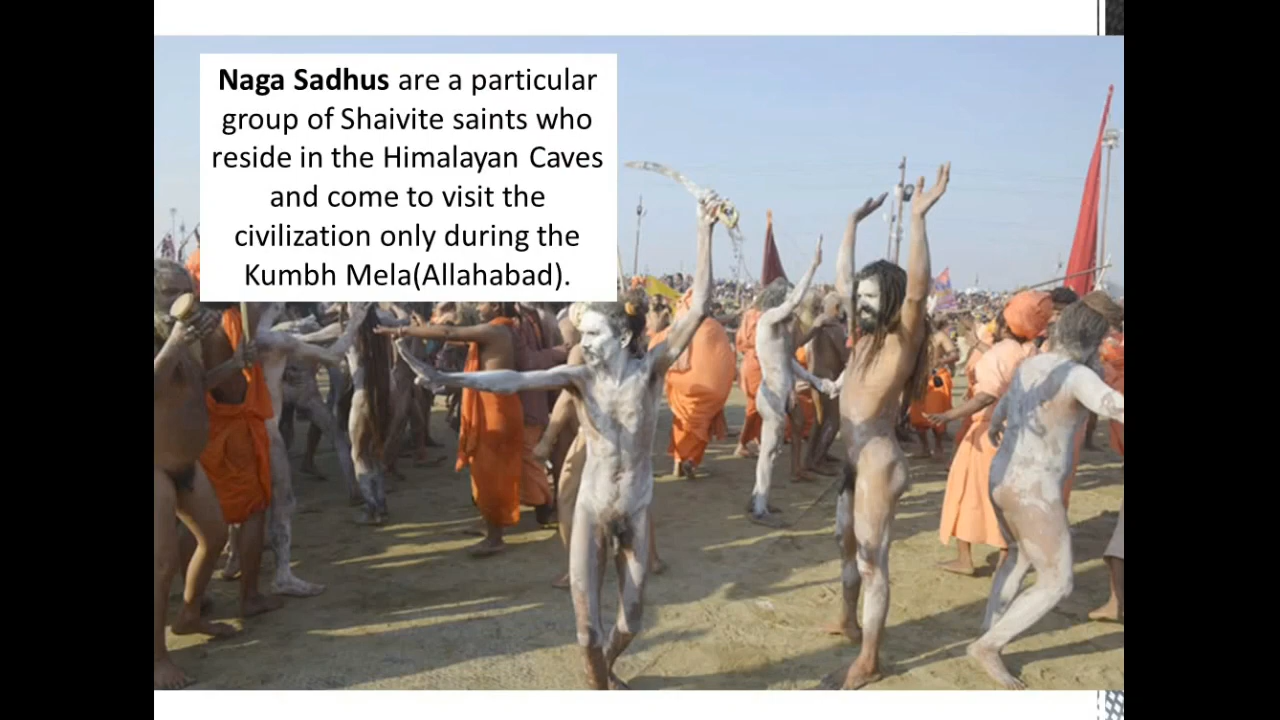 Naga Sadhus are a particular
group of Shaivite saints who
reside in the Himalayan Caves
and come to visit the
civilization only during the
Kumbh Mela(Allahabad).